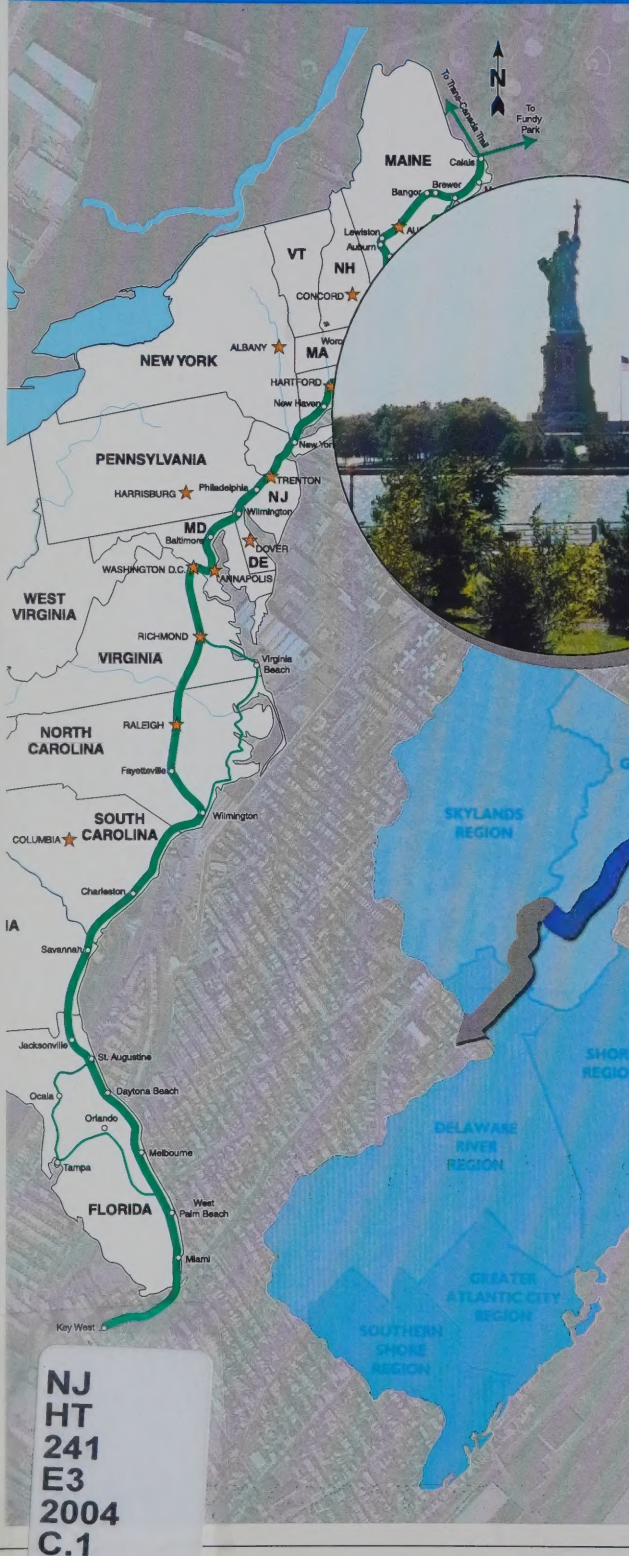 N
To Trans-Canada Trail
To
Fundy
Park
Calais
MAINE
Bangor
Brewer
Lewiston
Auburn
VT
NH
CONCORD
ALBANY
NEW YORK
MA
HARTFORD
New Haven
New York
PENNSYLVANIA
HARRISBURG
Philadelphia
TRENTON
NJ
Wilmington
MD
Baltimore
DOVER
DE
WASHINGTON D.C.
ANNAPOLIS
WEST
VIRGINIA
RICHMOND
VIRGINIA
Virginia
Beach
RALEIGH
NORTH
CAROLINA
Fayetteville
SOUTH
CAROLINA
Wilmington
COLUMBIA
Charleston
IA
Savannah
Jacksonville
St. Augustine
Ocala
Daytona Beach
Orlando
Melbourne
Tampa
FLORIDA
West
Palm Beach
Miami
Key West
SKYLANDS
REGION
DELAWARE
RIVER
REGION
GREATER
ATLANTIC CITY
REGION
SOUTHERN
SHORE
REGION
NJ
HT
241
E3
2004
C.1